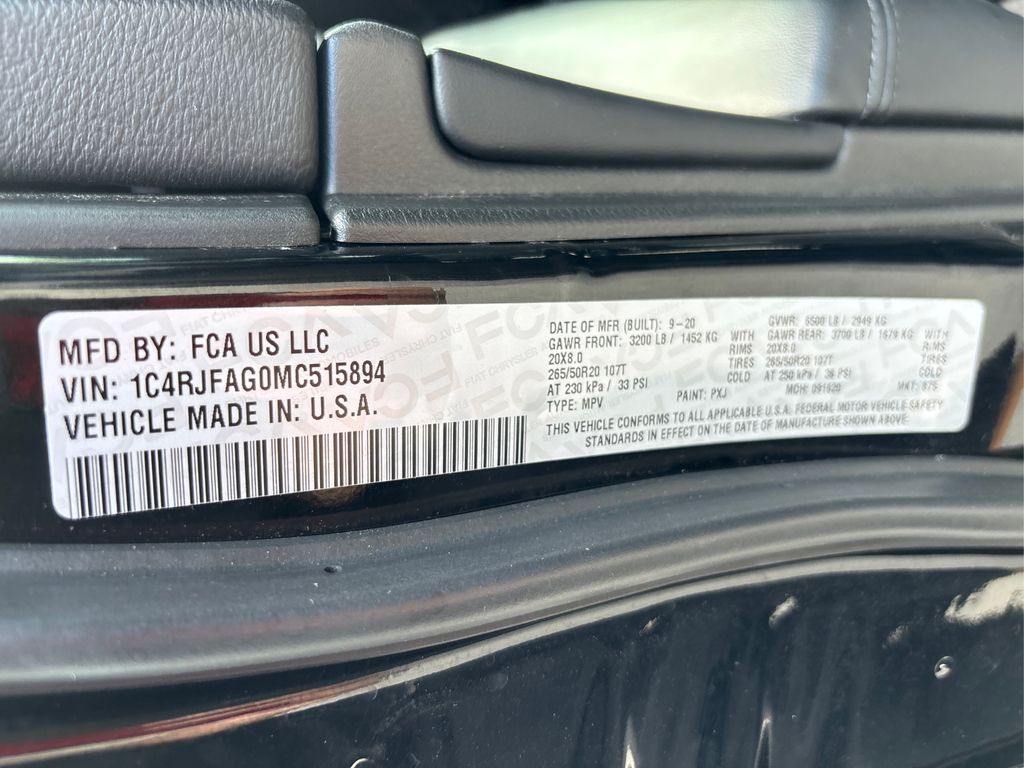 MFD BY: FCA US LLC
VIN: 1C4RJFAG0MC515894
VEHICLE MADE IN: U.S.A.
DATE OF MFR (BUILT): 9-20
GAWR FRONT: 3200 LB / 1452 KG WITH
20X8.0 RIMS
265/50R20 107T TIRES
AT 230 kPa / 33 PSI COLD
TYPE: MPV PAINT: PXJ
GVWR: 6500 LB / 2949 KG
GAWR REAR: 3700 LB / 1679 KG WITH
20X8.0 RIMS
265/50R20 107T TIRES
AT 250 kPa / 36 PSI COLD
MDH: 091620 HKT: 875
THIS VEHICLE CONFORMS TO ALL APPLICABLE U.S.A. FEDERAL MOTOR VEHICLE SAFETY
STANDARDS IN EFFECT ON THE DATE OF MANUFACTURE SHOWN ABOVE.